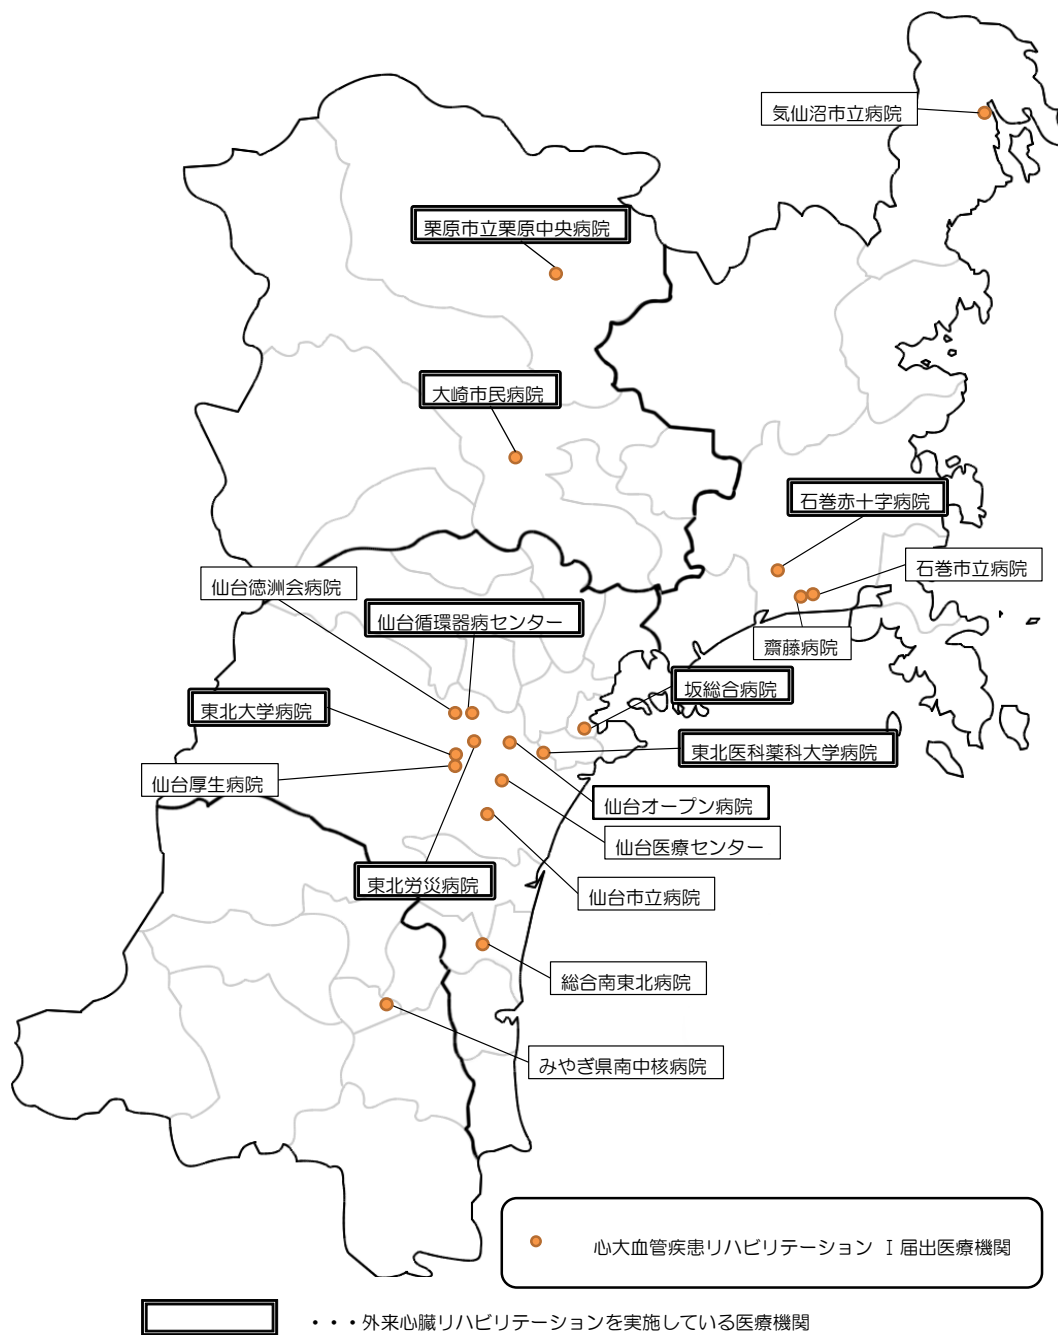 気仙沼市立病院
栗原市立栗原中央病院
大崎市民病院
石巻赤十字病院
石巻市立病院
仙台徳洲会病院
仙台循環器病センター
齋藤病院
坂総合病院
東北大学病院
東北医科薬科大学病院
仙台厚生病院
仙台オープン病院
仙台医療センター
東北労災病院
仙台市立病院
総合南東北病院
みやぎ県南中核病院
心大血管疾患リハビリテーション Ⅰ届出医療機関
・・・外来心臓リハビリテーションを実施している医療機関